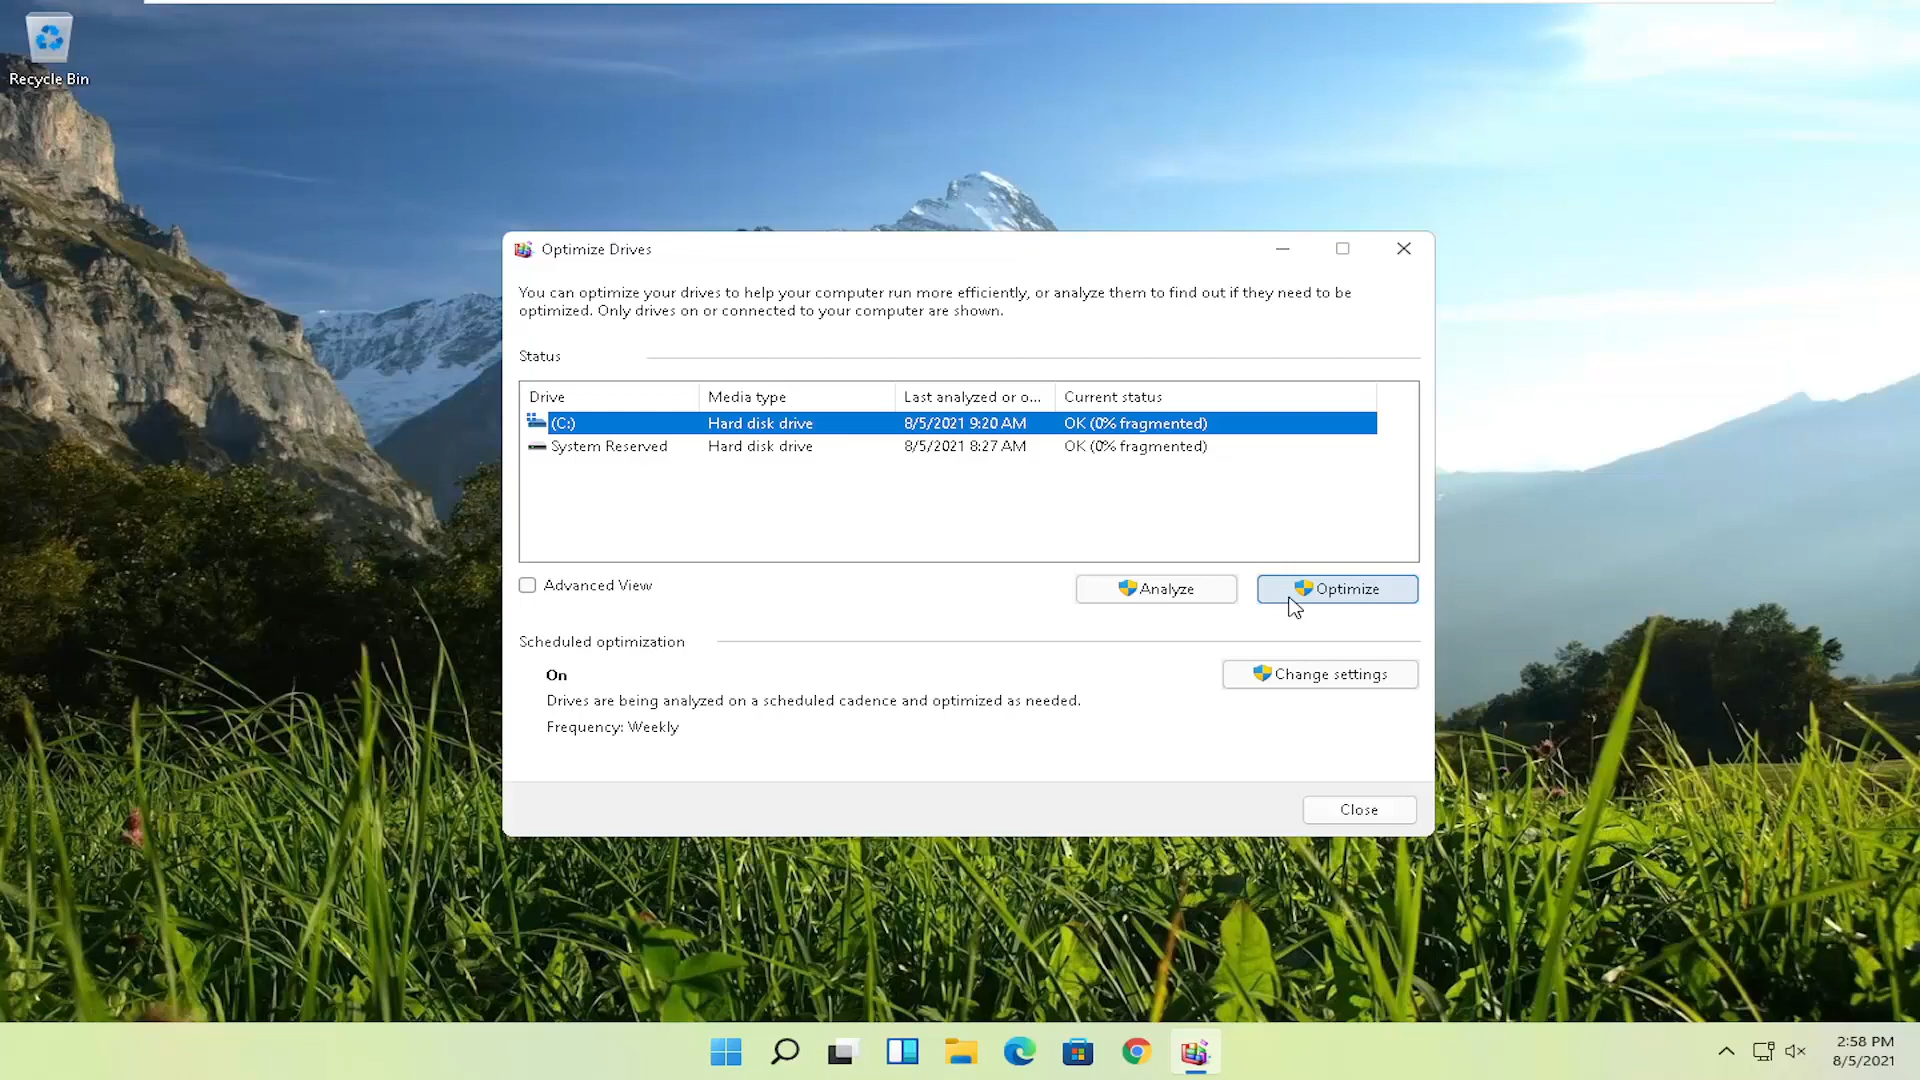 Recycle Bin
Optimize Drives
You can optimize your drives to help your computer run more efficiently, or analyze them to find out if they need to be
optimized. Only drives on or connected to your computer are shown.
Status
Drive Media type Last analyzed or o... Current status
(C:) Hard disk drive 8/5/2021 9:20 AM OK (0% fragmented)
System Reserved Hard disk drive 8/5/2021 8:27 AM OK (0% fragmented)
Advanced View Analyze Optimize
Scheduled optimization
On Change settings
Drives are being analyzed on a scheduled cadence and optimized as needed.
Frequency: Weekly
Close
2:58 PM
8/5/2021